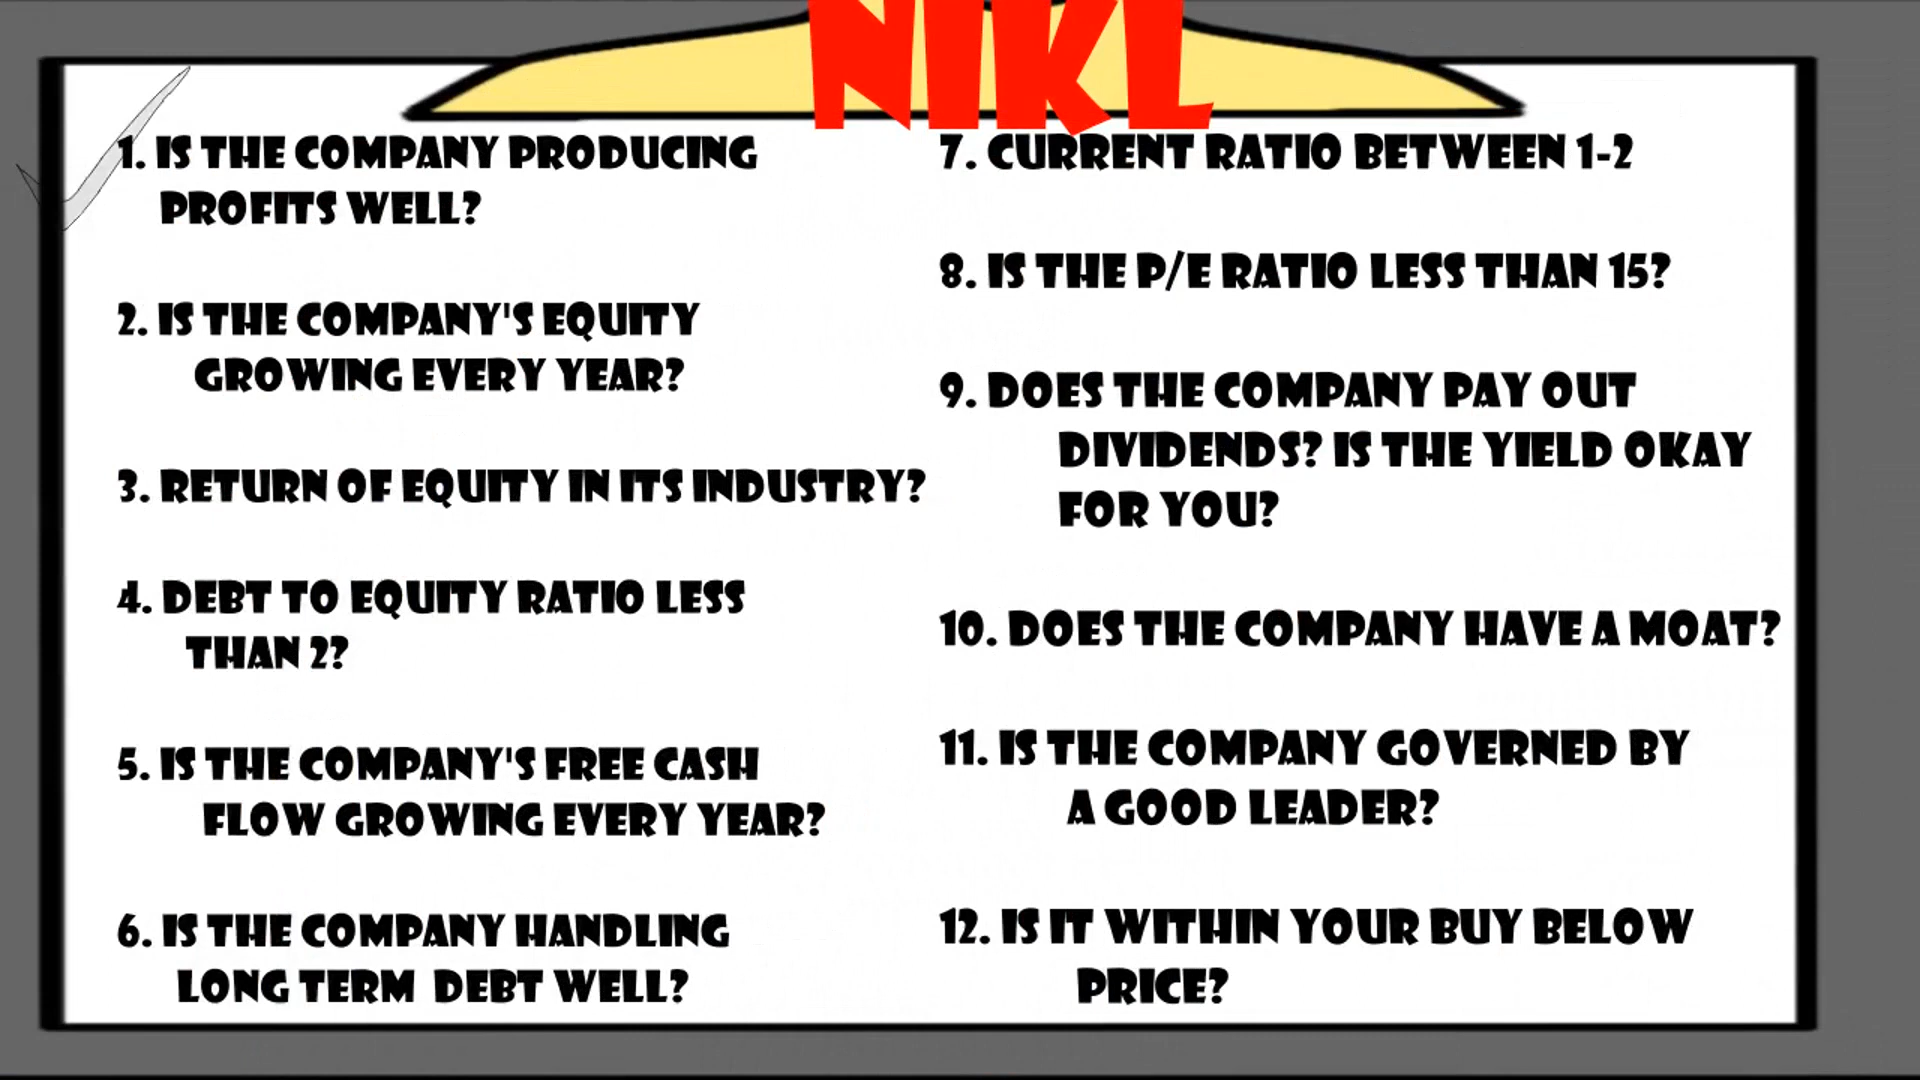 NIKL
1. IS THE COMPANY PRODUCING
PROFITS WELL?
2. IS THE COMPANY'S EQUITY
GROWING EVERY YEAR?
3. RETURN OF EQUITY IN ITS INDUSTRY?
4. DEBT TO EQUITY RATIO LESS
THAN 2?
5. IS THE COMPANY'S FREE CASH
FLOW GROWING EVERY YEAR?
6. IS THE COMPANY HANDLING
LONG TERM DEBT WELL?
7. CURRENT RATIO BETWEEN 1-2
8. IS THE P/E RATIO LESS THAN 15?
9. DOES THE COMPANY PAY OUT
DIVIDENDS? IS THE YIELD OKAY
FOR YOU?
10. DOES THE COMPANY HAVE A MOAT?
11. IS THE COMPANY GOVERNED BY
A GOOD LEADER?
12. IS IT WITHIN YOUR BUY BELOW
PRICE?